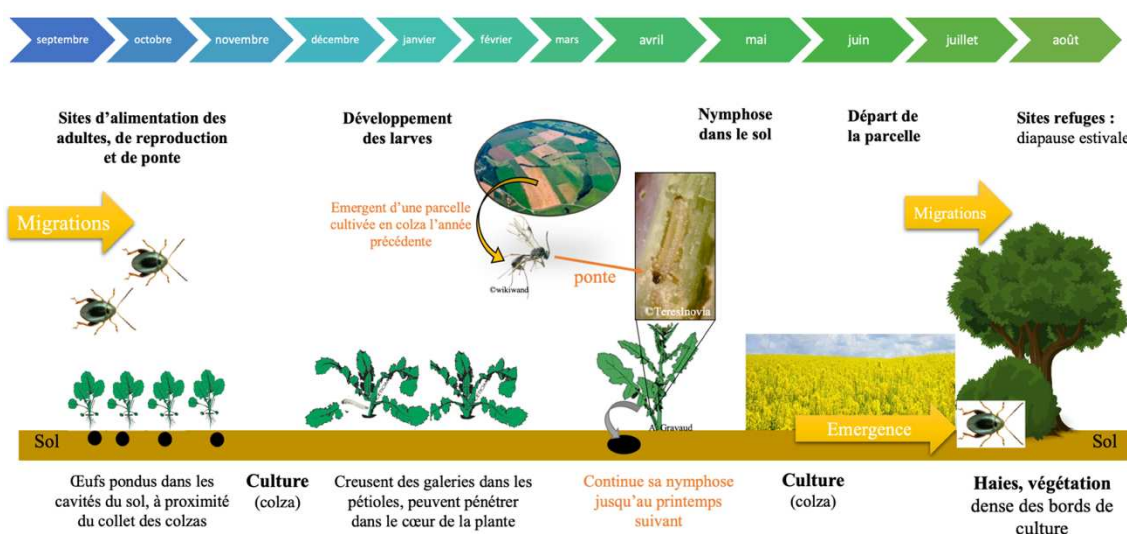 septembre
octobre
novembre
décembre
janvier
février
mars
avril
mai
juin
juillet
août
Sites d'alimentation des
adultes, de reproduction
et de ponte
Développement
des larves
Nymphose
dans le sol
Départ de
la parcelle
Sites refuges :
diapause estivale
Migrations
Emergent d'une parcelle
cultivée en colza l'année
précédente
©wikiwand
ponte
©TeresInovia
Migrations
A. Gravaud
Sol
Emergence
Sol
Œufs pondus dans les
cavités du sol, à proximité
du collet des colzas
Culture
(colza)
Creusent des galeries dans les
pétioles, peuvent pénétrer
dans le cœur de la plante
Continue sa nymphose
jusqu'au printemps
suivant
Culture
(colza)
Haies, végétation
dense des bords de
culture